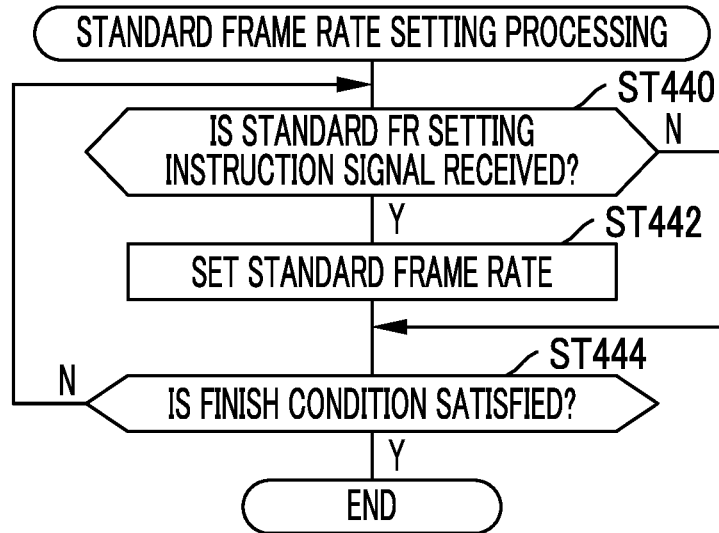 STANDARD FRAME RATE SETTING PROCESSING
ST440
IS STANDARD FR SETTING
INSTRUCTION SIGNAL RECEIVED?
N
Y
ST442
SET STANDARD FRAME RATE
ST444
N
IS FINISH CONDITION SATISFIED?
Y
END